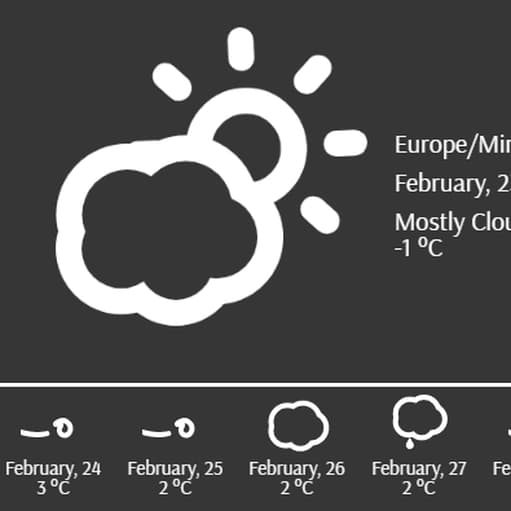 Europe/Min
February, 2
Mostly Clou
-1 ºC
February, 24
3 ºC
February, 25
2 ºC
February, 26
2 ºC
February, 27
2 ºC
Fe